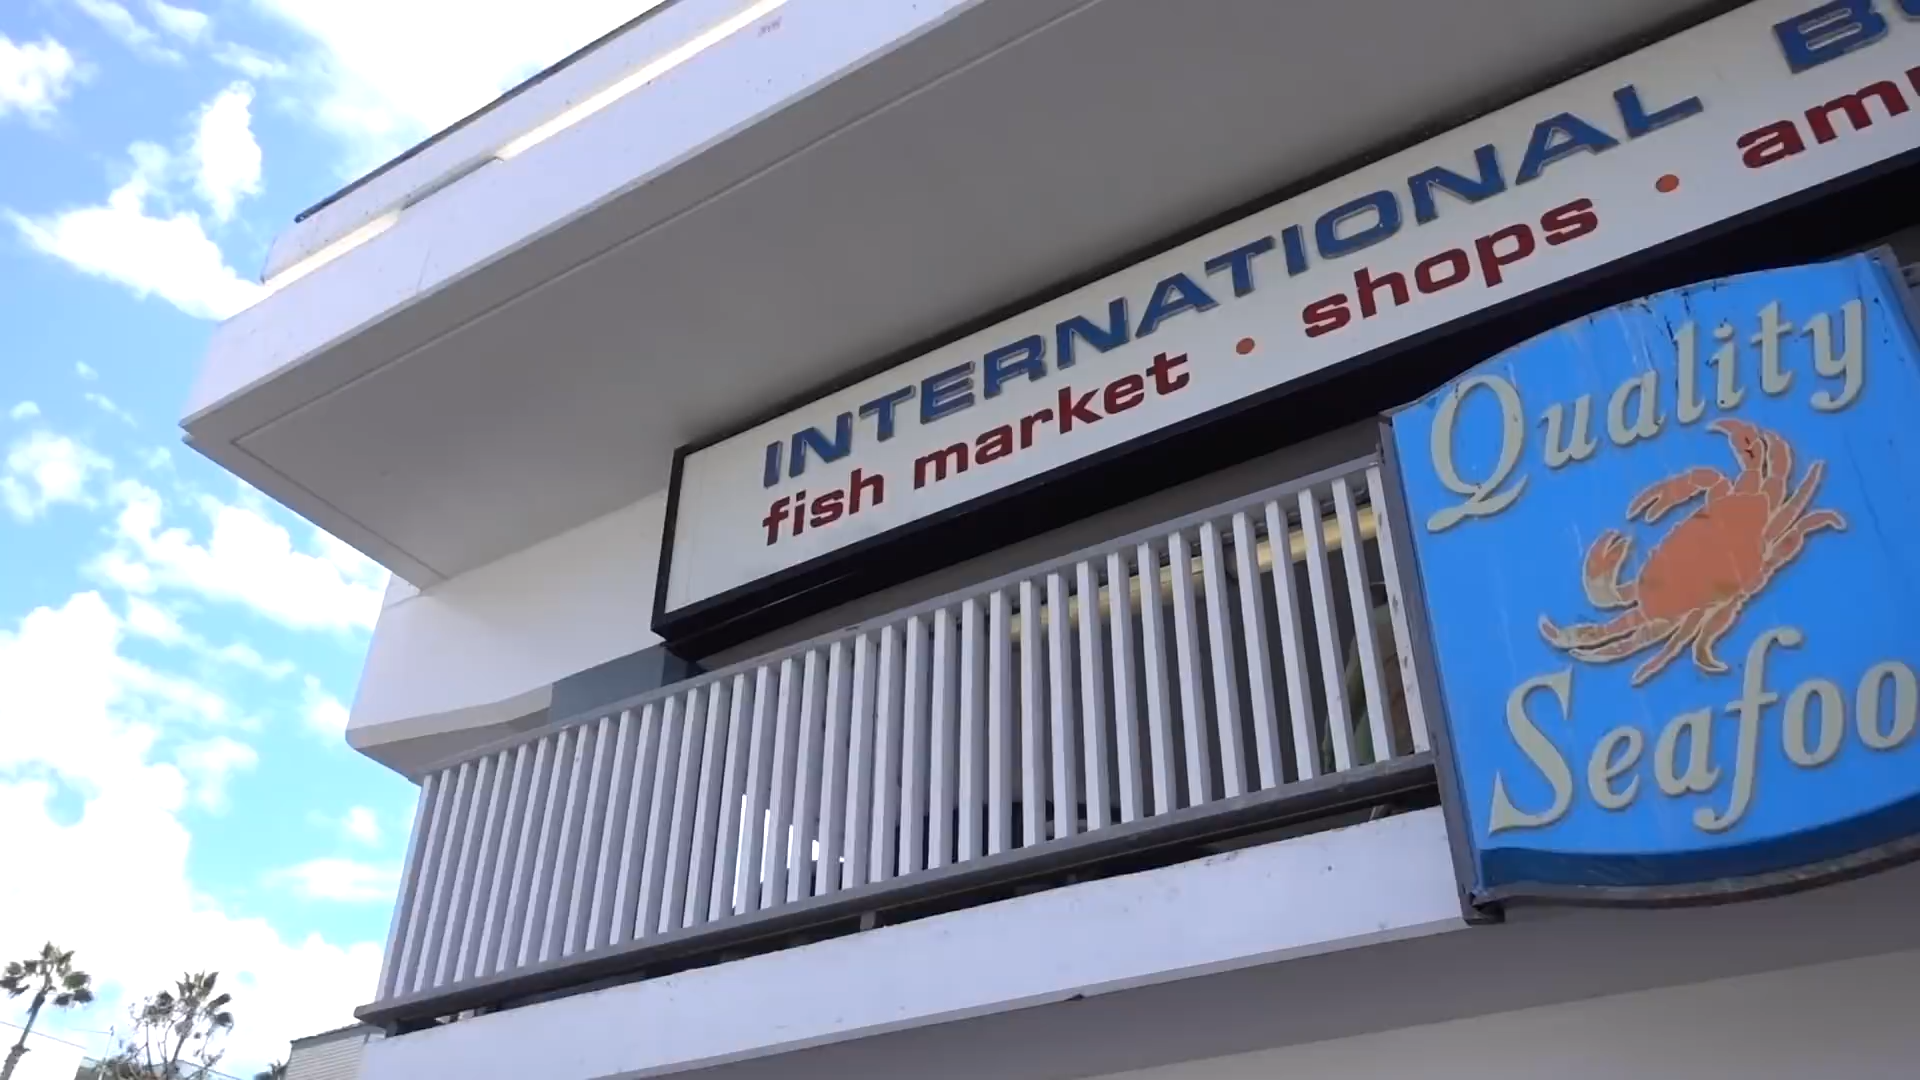 INTERNATIONAL
fish market • shops •
Quality
Seafoo